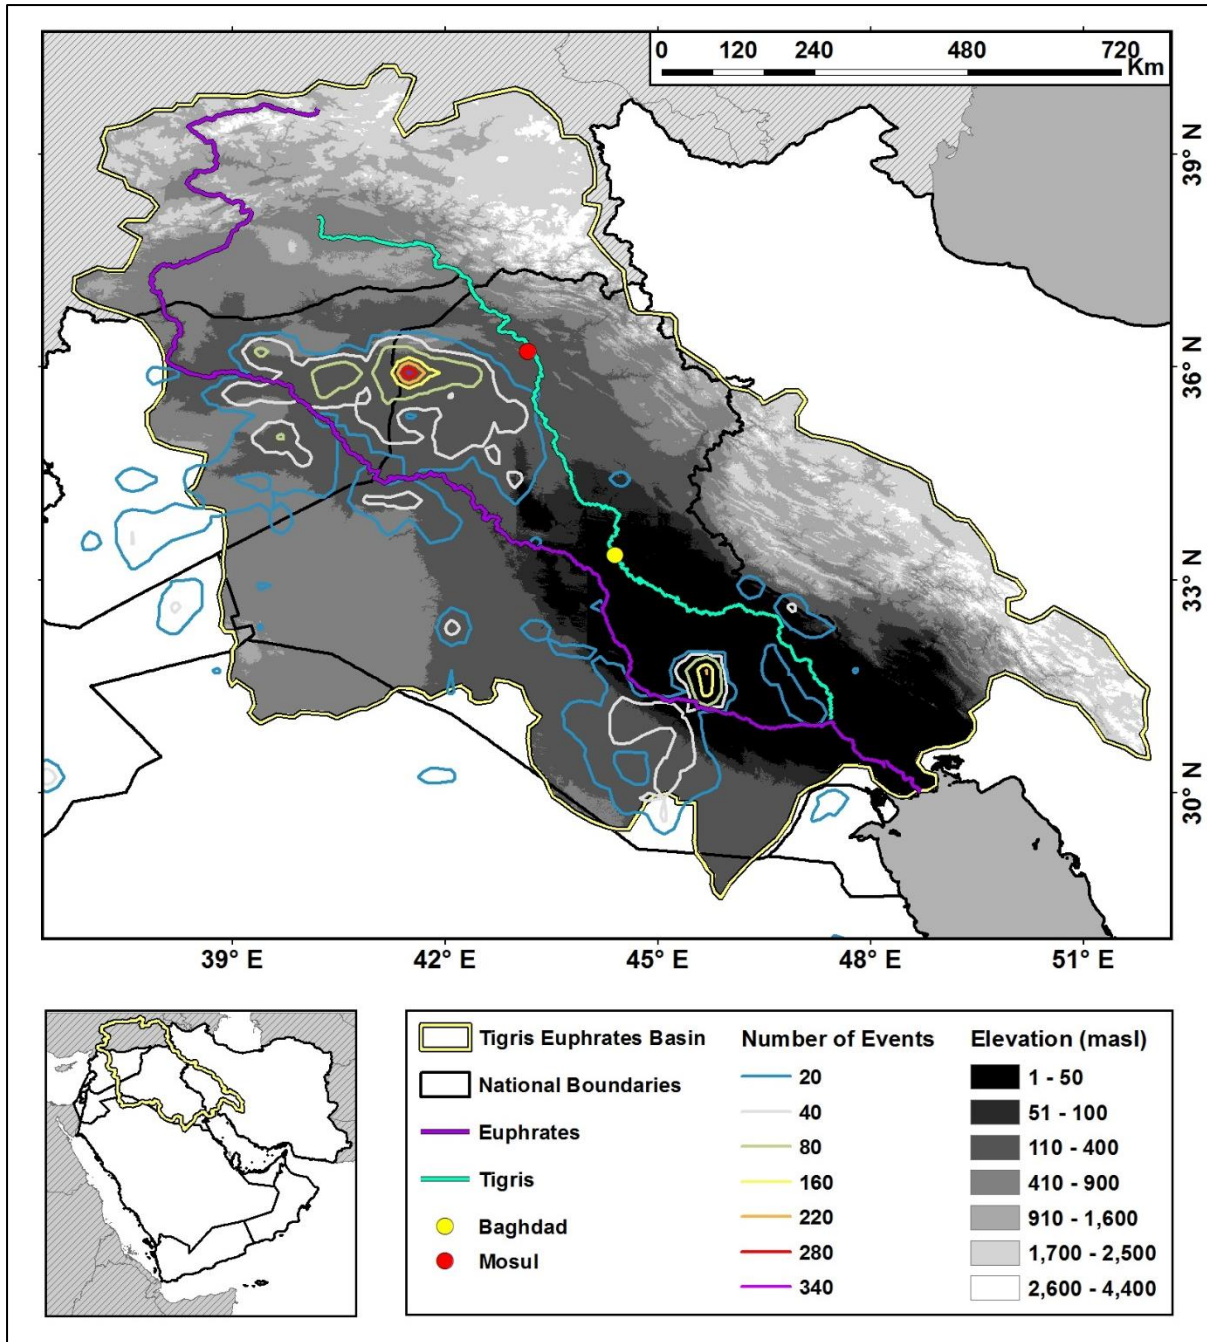 0 120 240 480 720
Km
39° N
36° N
33° N
30° N
39° E 42° E 45° E 48° E 51° E
Tigris Euphrates Basin
National Boundaries
Euphrates
Tigris
Baghdad
Mosul
Number of Events
20
40
80
160
220
280
340
Elevation (masl)
1 - 50
51 - 100
110 - 400
410 - 900
910 - 1,600
1,700 - 2,500
2,600 - 4,400